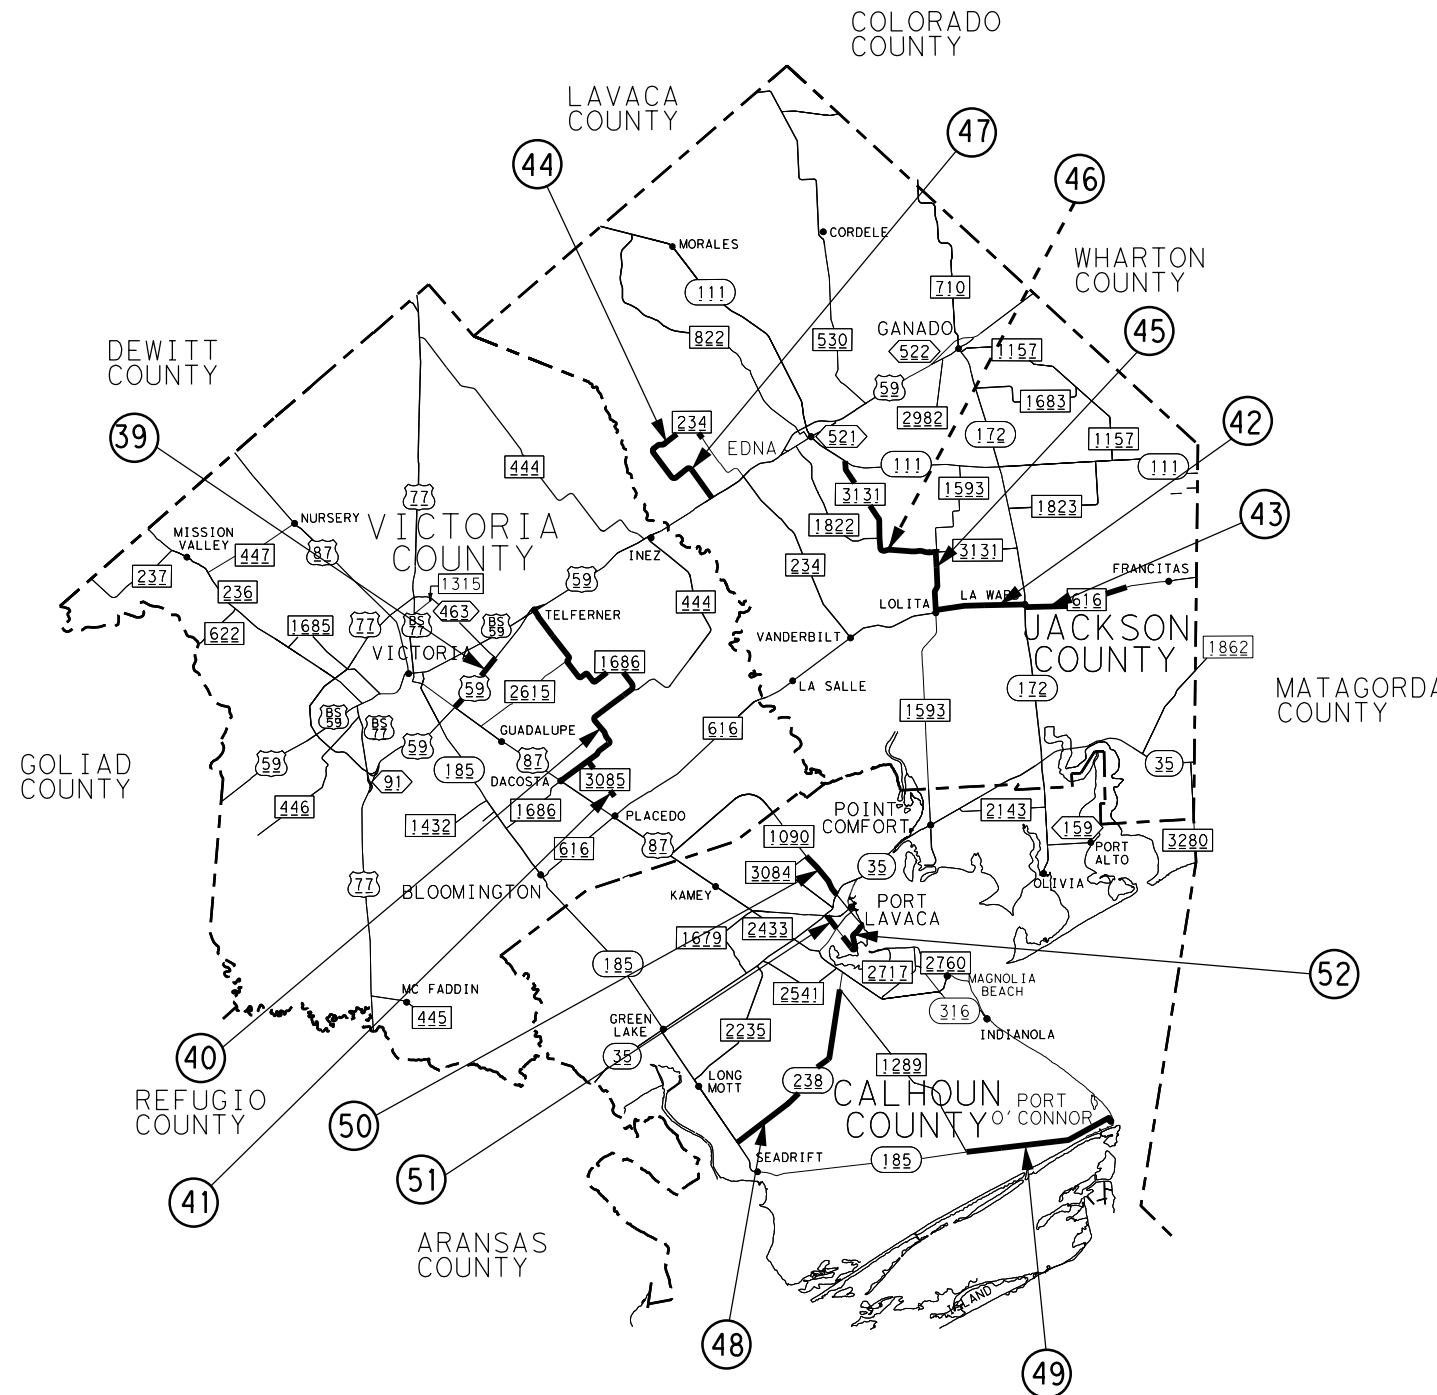 COLORADO
COUNTY
LAVACA
COUNTY
47
44
46
CORDELE
MORALES
WHARTON
COUNTY
710
111
GANADO
45
822
530
522
1157
DEWITT
COUNTY
59
1683
2982
39
234
42
EDNA
521
172
1157
111
111
444
3131
1593
77
1823
43
NURSERY
VICTORIA
COUNTY
1822
MISSION
VALLEY
87
447
INEZ
3131
FRANCITAS
237
1315
59
234
236
463
444
LA WARD
616
LOLITA
622
1685
77
BS
77
BS
59
TELFERNER
VANDERBILT
JACKSON
COUNTY
1862
VICTORIA
1686
59
2615
LA SALLE
172
MATAGORDA
COUNTY
BS
59
BS
77
1593
GUADALUPE
616
59
59
87
35
GOLIAD
COUNTY
185
91
DACOSTA
3085
446
1686
POINT
COMFORT
2143
1432
PLACEDO
1090
159
616
87
3280
PORT
ALTO
3084
35
77
BLOOMINGTON
KAMEY
OLIVIA
PORT
LAVACA
1679
2433
185
2717
2760
52
MC FADDIN
2541
MAGNOLIA
BEACH
445
316
GREEN
LAKE
2235
INDIANOLA
40
35
1289
LONG
MOTT
238
REFUGIO
COUNTY
CALHOUN
COUNTY
PORT
O'CONNOR
50
SEADRIFT
185
51
41
ARANSAS
COUNTY
ISLAND
48
49